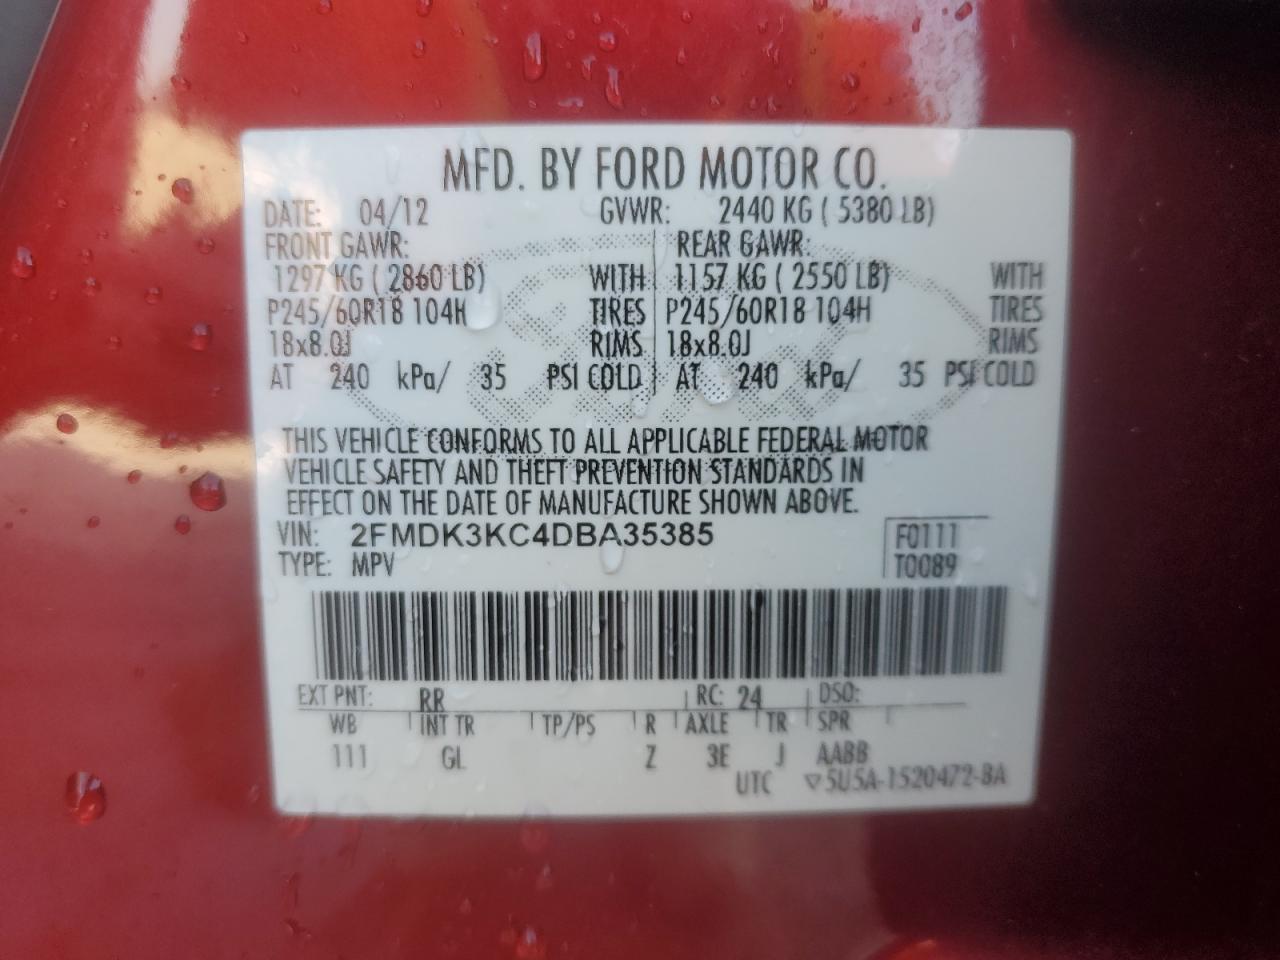 MFD. BY FORD MOTOR CO.
DATE: 04/12 GVWR: 2440 KG ( 5380 LB)
FRONT GAWR: REAR GAWR:
1297 KG ( 2860 LB) WITH 1157 KG ( 2550 LB) WITH
P245/60R18 104H TIRES P245/60R18 104H TIRES
18x8.0J RIMS 18x8.0J RIMS
AT 240 kPa/ 35 PSI COLD AT 240 kPa/ 35 PSI COLD
THIS VEHICLE CONFORMS TO ALL APPLICABLE FEDERAL MOTOR
VEHICLE SAFETY AND THEFT PREVENTION STANDARDS IN
EFFECT ON THE DATE OF MANUFACTURE SHOWN ABOVE.
VIN: 2FMDK3KC4DBA35385 F0111
TYPE: MPV T0089
EXT PNT: RR RC: 24 DSO:
WB INT TR TP/PS R AXLE TR SPR
111 GL Z 3E J AABB
UTC ▽5U5A-1520472-BA